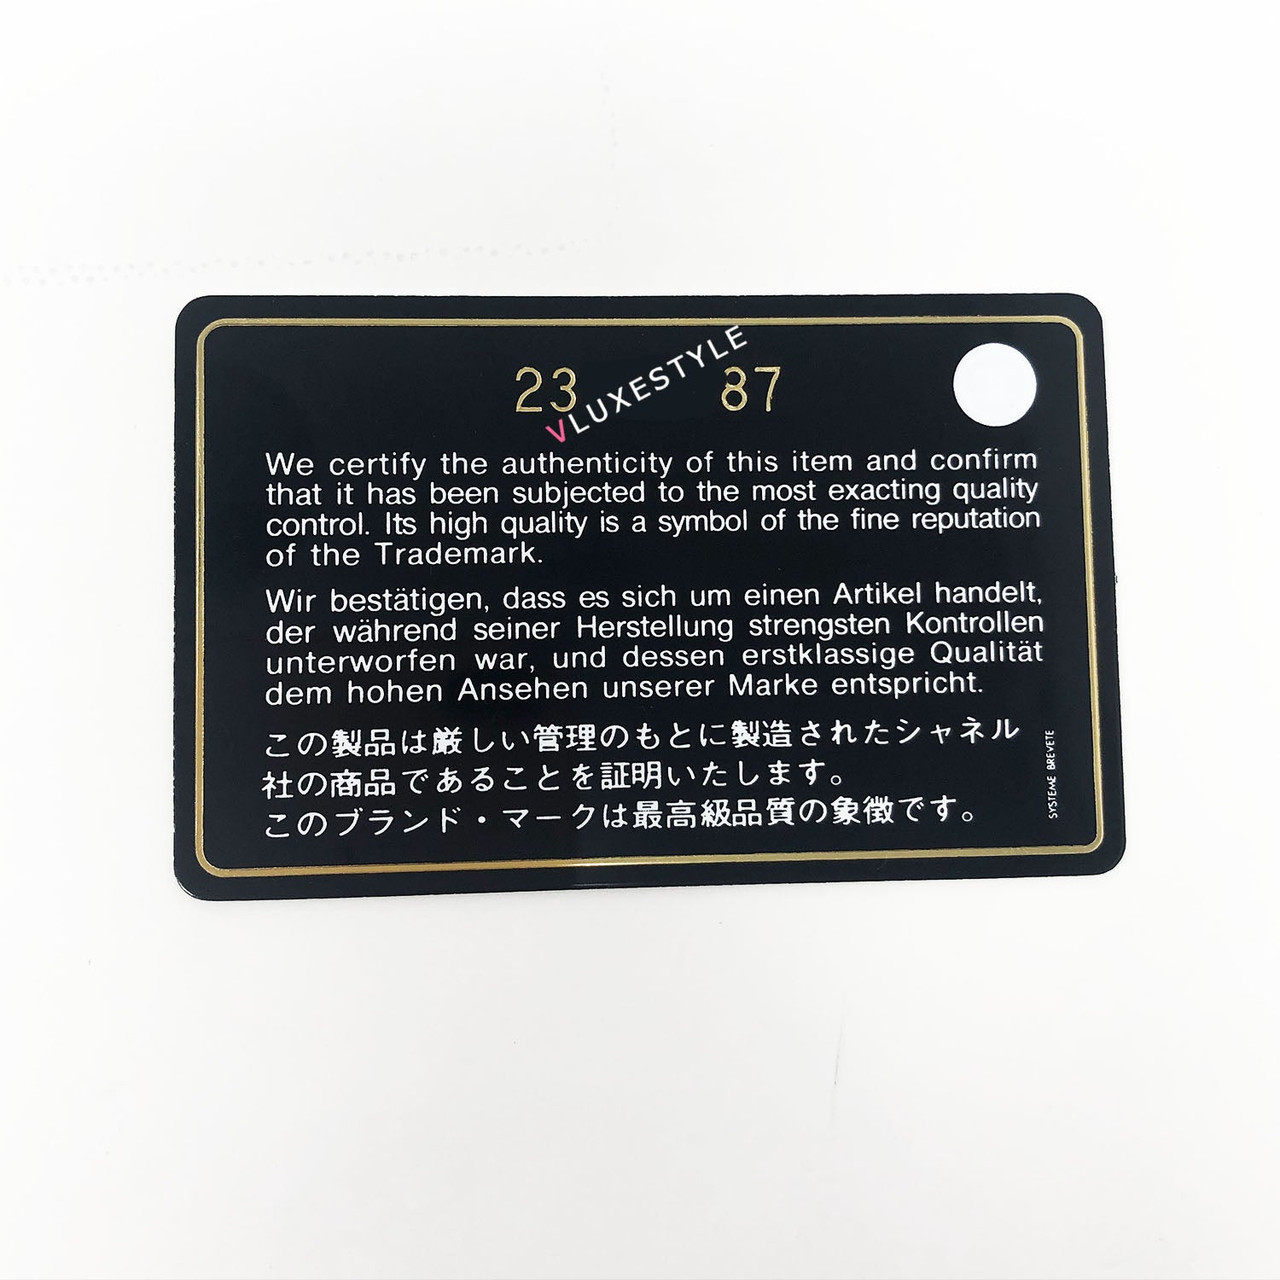 23 87
VLUXESTYLE
We certify the authenticity of this item and confirm
that it has been subjected to the most exacting quality
control. Its high quality is a symbol of the fine reputation
of the Trademark.
Wir bestätigen, dass es sich um einen Artikel handelt,
der während seiner Herstellung strengsten Kontrollen
unterworfen war, und dessen erstklassige Qualität
dem hohen Ansehen unserer Marke entspricht.
この製品は厳しい管理のもとに製造されたシャネル
社の商品であることを証明いたします。
このブランド・マークは最高級品質の象徴です。
SYSTEME BREVETE